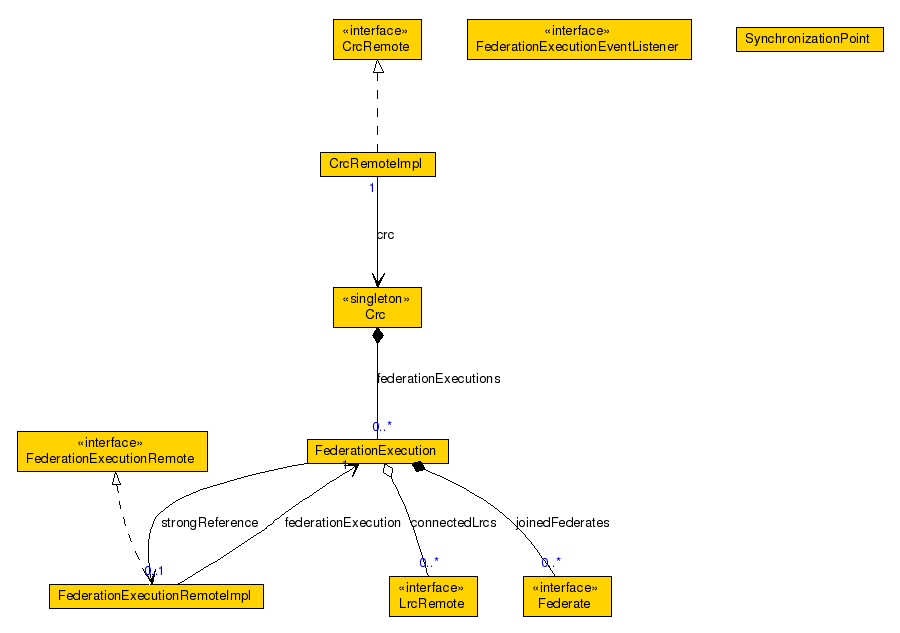 «interface»
CrcRemote
«interface»
FederationExecutionEventListener
SynchronizationPoint
CrcRemoteImpl
1
crc
«singleton»
Crc
federationExecutions
0..*
«interface»
FederationExecutionRemote
FederationExecution
1
strongReference
federationExecution
connectedLrcs
joinedFederates
0..1
0..*
0..*
FederationExecutionRemoteImpl
«interface»
LrcRemote
«interface»
Federate